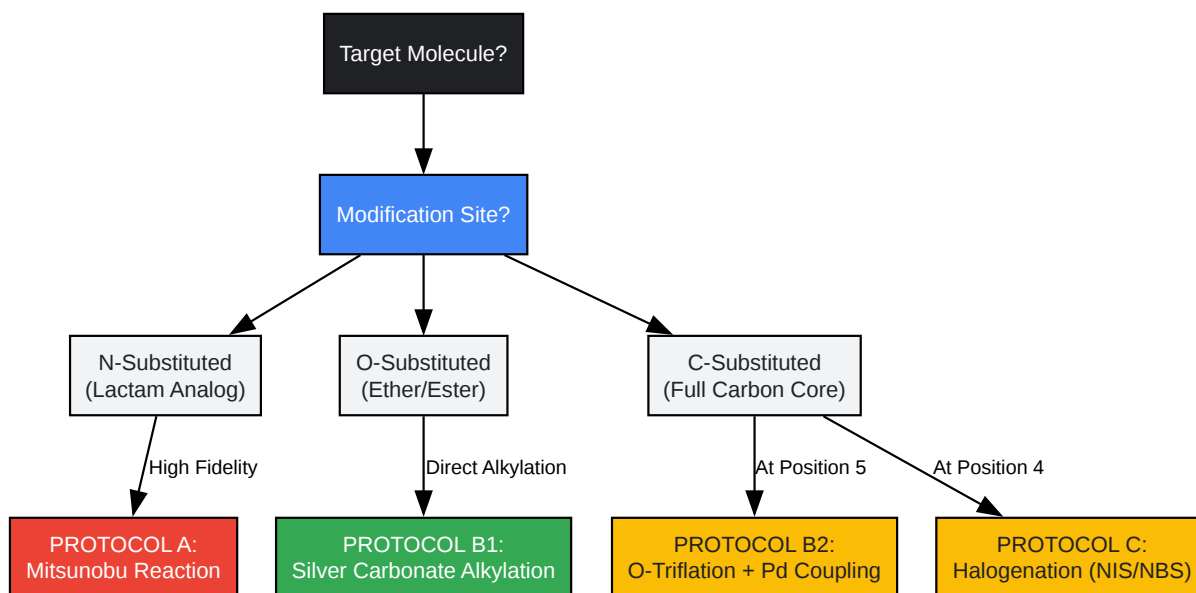 Target Molecule?
Modification Site?
N-Substituted
(Lactam Analog)
O-Substituted
(Ether/Ester)
C-Substituted
(Full Carbon Core)
High Fidelity
Direct Alkylation
At Position 5
At Position 4
PROTOCOL A:
Mitsunobu Reaction
PROTOCOL B1:
Silver Carbonate Alkylation
PROTOCOL B2:
O-Triflation + Pd Coupling
PROTOCOL C:
Halogenation (NIS/NBS)